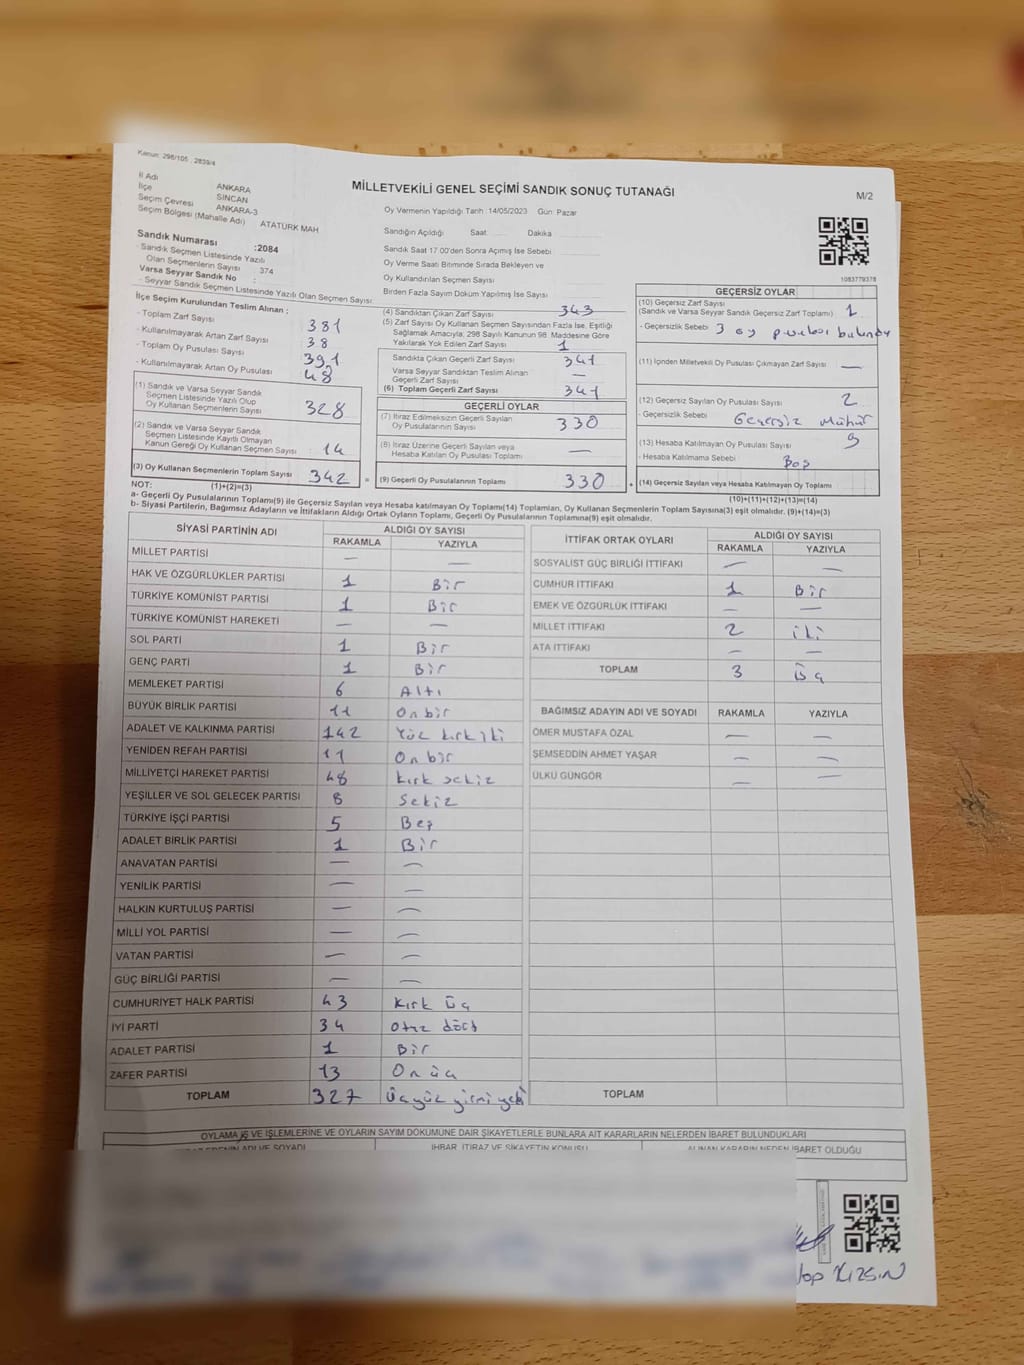 Kanun: 298/105 : 2839/4
MİLLETVEKİLİ GENEL SEÇİMİ SANDIK SONUÇ TUTANAĞI
M/2
İl Adı ANKARA
İlçe SİNCAN
Seçim Çevresi ANKARA-3
Seçim Bölgesi (Mahalle Adı) ATATÜRK MAH
Sandık Numarası :2084
- Sandık Seçmen Listesinde Yazılı
Olan Seçmenlerin Sayısı : 374
Varsa Seyyar Sandık No :
- Seyyar Sandık Seçmen Listesinde Yazılı Olan Seçmen Sayısı:
Oy Vermenin Yapıldığı Tarih :14/05/2023 Gün: Pazar
Sandığın Açıldığı Saat: Dakika
Sandık Saat 17.00'den Sonra Açımış İse Sebebi
Oy Verme Saati Bitiminde Sırada Bekleyen ve
Oy Kullandırılan Seçmen Sayısı
Birden Fazla Sayım Döküm Yapılmış İse Sayısı
1083779378
İlçe Seçim Kurulundan Teslim Alınan :
- Toplam Zarf Sayısı 381
- Kullanılmayarak Artan Zarf Sayısı 38
- Toplam Oy Pusulası Sayısı 391
- Kullanılmayarak Artan Oy Pusulası 48
(1) Sandık ve Varsa Seyyar Sandık
Seçmen Listesinde Yazılı Olup
Oy Kullanan Seçmenlerin Sayısı 328
(2) Sandık ve Varsa Seyyar Sandık
Seçmen Listesinde Kayıtlı Olmayan
Kanun Gereği Oy Kullanan Seçmen Sayısı : 14
(3) Oy Kullanan Seçmenlerin Toplam Sayısı 342 =
(4) Sandıktan Çıkan Zarf Sayısı 343
(5) Zarf Sayısı Oy Kullanan Seçmen Sayısından Fazla İse, Eşitliği
Sağlamak Amacıyla; 298 Sayılı Kanunun 98. Maddesine Göre
Yakılarak Yok Edilen Zarf Sayısı 1
Sandıkta Çıkan Geçerli Zarf Sayısı 341
Varsa Seyyar Sandıktan Teslim Alınan
Geçerli Zarf Sayısı —
(6) Toplam Geçerli Zarf Sayısı 341
GEÇERLİ OYLAR
(7) İtiraz Edilmeksizin Geçerli Sayılan
Oy Pusulalarının Sayısı 330
(8) İtiraz Üzerine Geçerli Sayılan veya
Hesaba Katılan Oy Pusulası Toplamı —
(9) Geçerli Oy Pusulalarının Toplamı 330 +
GEÇERSİZ OYLAR
(10) Geçersiz Zarf Sayısı
(Sandık ve Varsa Seyyar Sandık Geçersiz Zarf Toplamı) 1
- Geçersizlik Sebebi 3 oy pusulası
(11) İçinden Milletvekili Oy Pusulası Çıkmayan Zarf Sayısı —
(12) Geçersiz Sayılan Oy Pusulası Sayısı 2
- Geçersizlik Sebebi Geçersiz Mühür
(13) Hesaba Katılmayan Oy Pusulası Sayısı 9
- Hesaba Katılmama Sebebi Boş
(14) Geçersiz Sayılan veya Hesaba Katılmayan Oy Toplamı
NOT: (1)+(2)=(3)
(10)+(11)+(12)+(13)=(14)
a- Geçerli Oy Pusulalarının Toplamı(9) ile Geçersiz Sayılan veya Hesaba katılmayan Oy Toplamı(14) Toplamları, Oy Kullanan Seçmenlerin Toplam Sayısına(3) eşit olmalıdır. (9)+(14)=(3)
b- Siyasi Partilerin, Bağımsız Adayların ve İttifakların Aldığı Ortak Oyların Toplamı, Geçerli Oy Pusulalarının Toplamına(9) eşit olmalıdır.
SİYASİ PARTİNİN ADI ALDIĞI OY SAYISI
RAKAMLA YAZIYLA
MİLLET PARTİSİ — —
HAK VE ÖZGÜRLÜKLER PARTİSİ 1 Bir
TÜRKİYE KOMÜNİST PARTİSİ 1 Bir
TÜRKİYE KOMÜNİST HAREKETİ — —
SOL PARTİ 1 Bir
GENÇ PARTİ 1 Bir
MEMLEKET PARTİSİ 6 Altı
BÜYÜK BİRLİK PARTİSİ 11 On bir
ADALET VE KALKINMA PARTİSİ 142 Yüz kırk iki
YENİDEN REFAH PARTİSİ 11 On bir
MİLLİYETÇİ HAREKET PARTİSİ 48 Kırk sekiz
YEŞİLLER VE SOL GELECEK PARTİSİ 8 Sekiz
TÜRKİYE İŞÇİ PARTİSİ 5 Beş
ADALET BİRLİK PARTİSİ 1 Bir
ANAVATAN PARTİSİ — —
YENİLİK PARTİSİ — —
HALKIN KURTULUŞ PARTİSİ — —
MİLLİ YOL PARTİSİ — —
VATAN PARTİSİ — —
GÜÇ BİRLİĞİ PARTİSİ — —
CUMHURİYET HALK PARTİSİ 43 Kırk üç
İYİ PARTİ 34 Otuz dört
ADALET PARTİSİ 1 Bir
ZAFER PARTİSİ 13 On üç
TOPLAM 327 Üçyüz yirmi yedi
İTTİFAK ORTAK OYLARI ALDIĞI OY SAYISI
RAKAMLA YAZIYLA
SOSYALİST GÜÇ BİRLİĞİ İTTİFAKI — —
CUMHUR İTTİFAKI 1 Bir
EMEK VE ÖZGÜRLÜK İTTİFAKI — —
MİLLET İTTİFAKI 2 iki
ATA İTTİFAKI — —
TOPLAM 3 Üç
BAĞIMSIZ ADAYIN ADI VE SOYADI RAKAMLA YAZIYLA
ÖMER MUSTAFA ÖZAL — —
ŞEMSEDDİN AHMET YAŞAR — —
ÜLKÜ GÜNGÖR — —
TOPLAM
OYLAMA İŞ VE İŞLEMLERİNE VE OYLARIN SAYIM DÖKÜMÜNE DAİR ŞİKAYETLERLE BUNLARA AİT KARARLARIN NELERDEN İBARET BULUNDUKLARI
EDENİN ADI VE SOYADI İHBAR, İTİRAZ VE ŞİKAYETİN KONUSU ALINAN KARARIN NEDEN İBARET OLDUĞU